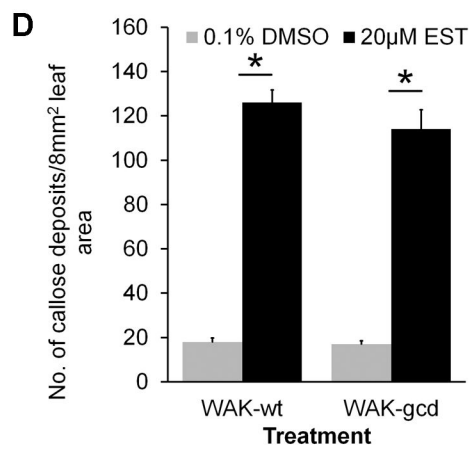 D
0.1% DMSO 20µM EST
160
140
120
100
80
60
40
20
0
No. of callose deposits/8mm² leaf
area
* *
WAK-wt WAK-gcd
Treatment